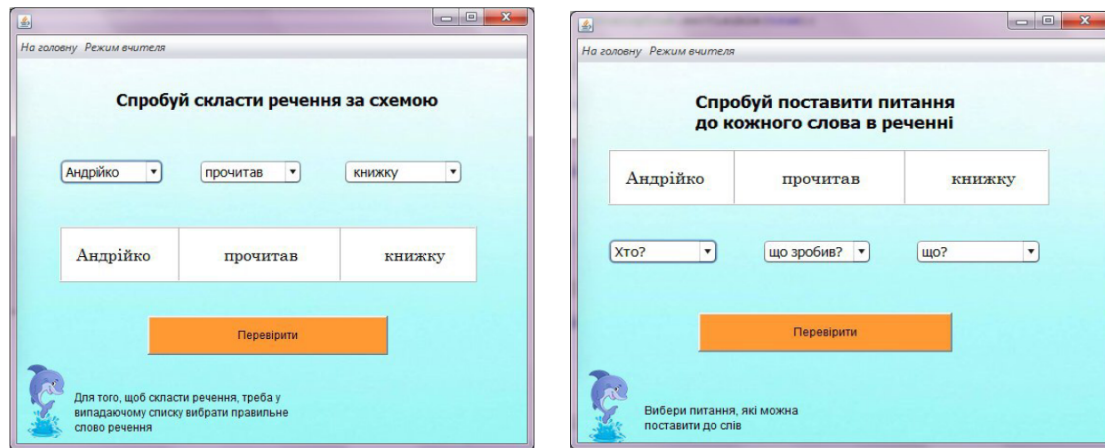 На головну Режим вчителя
Спробуй скласти речення за схемою
Андрійко прочитав книжку
Андрійко прочитав книжку
Перевірити
Для того, щоб скласти речення, треба у
випадаючому списку вибрати правильне
слово речення
На головну Режим вчителя
Спробуй поставити питання
до кожного слова в реченні
Андрійко прочитав книжку
Хто? що зробив? що?
Перевірити
Вибери питання, які можна
поставити до слів